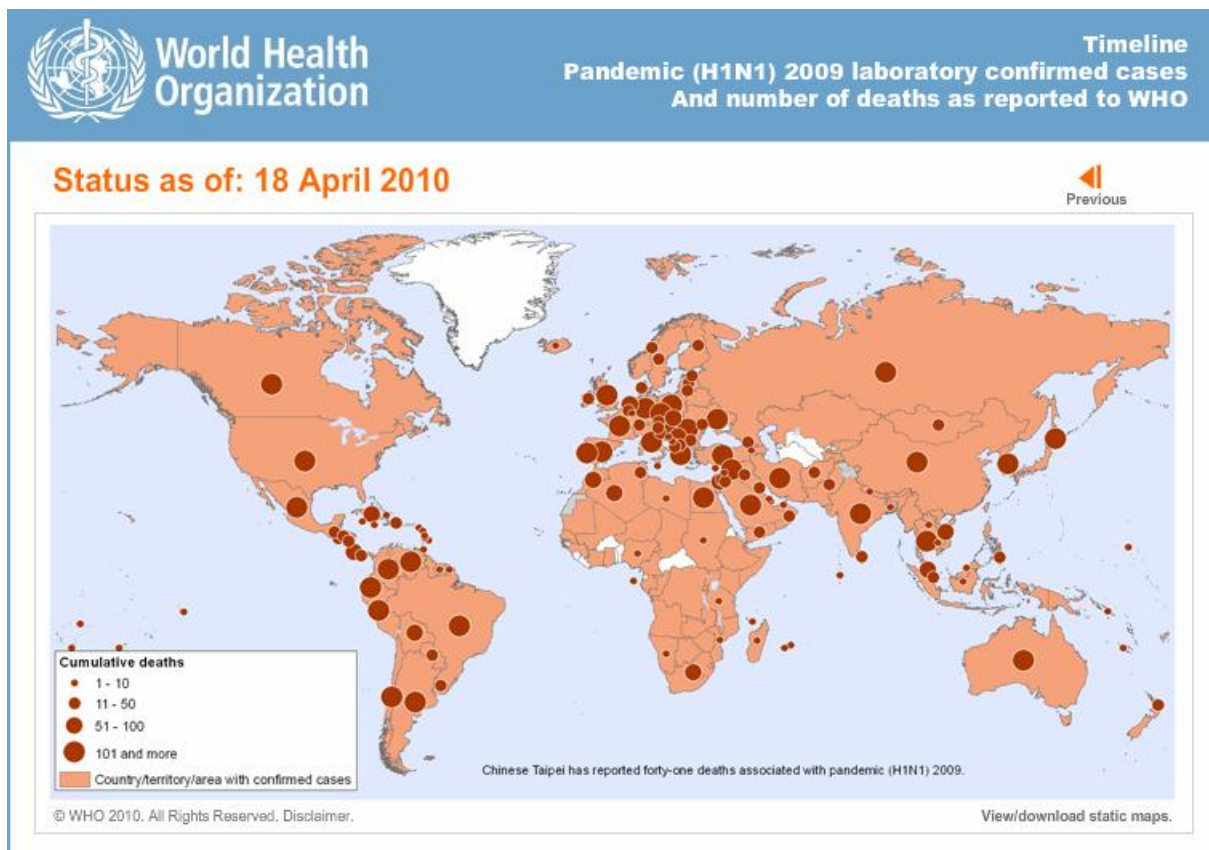 World Health
Organization
Timeline
Pandemic (H1N1) 2009 laboratory confirmed cases
And number of deaths as reported to WHO
Status as of: 18 April 2010
Previous
Cumulative deaths
1 - 10
11 - 50
51 - 100
101 and more
Country/territory/area with confirmed cases
Chinese Taipei has reported forty-one deaths associated with pandemic (H1N1) 2009.
© WHO 2010. All Rights Reserved. Disclaimer.
View/download static maps.